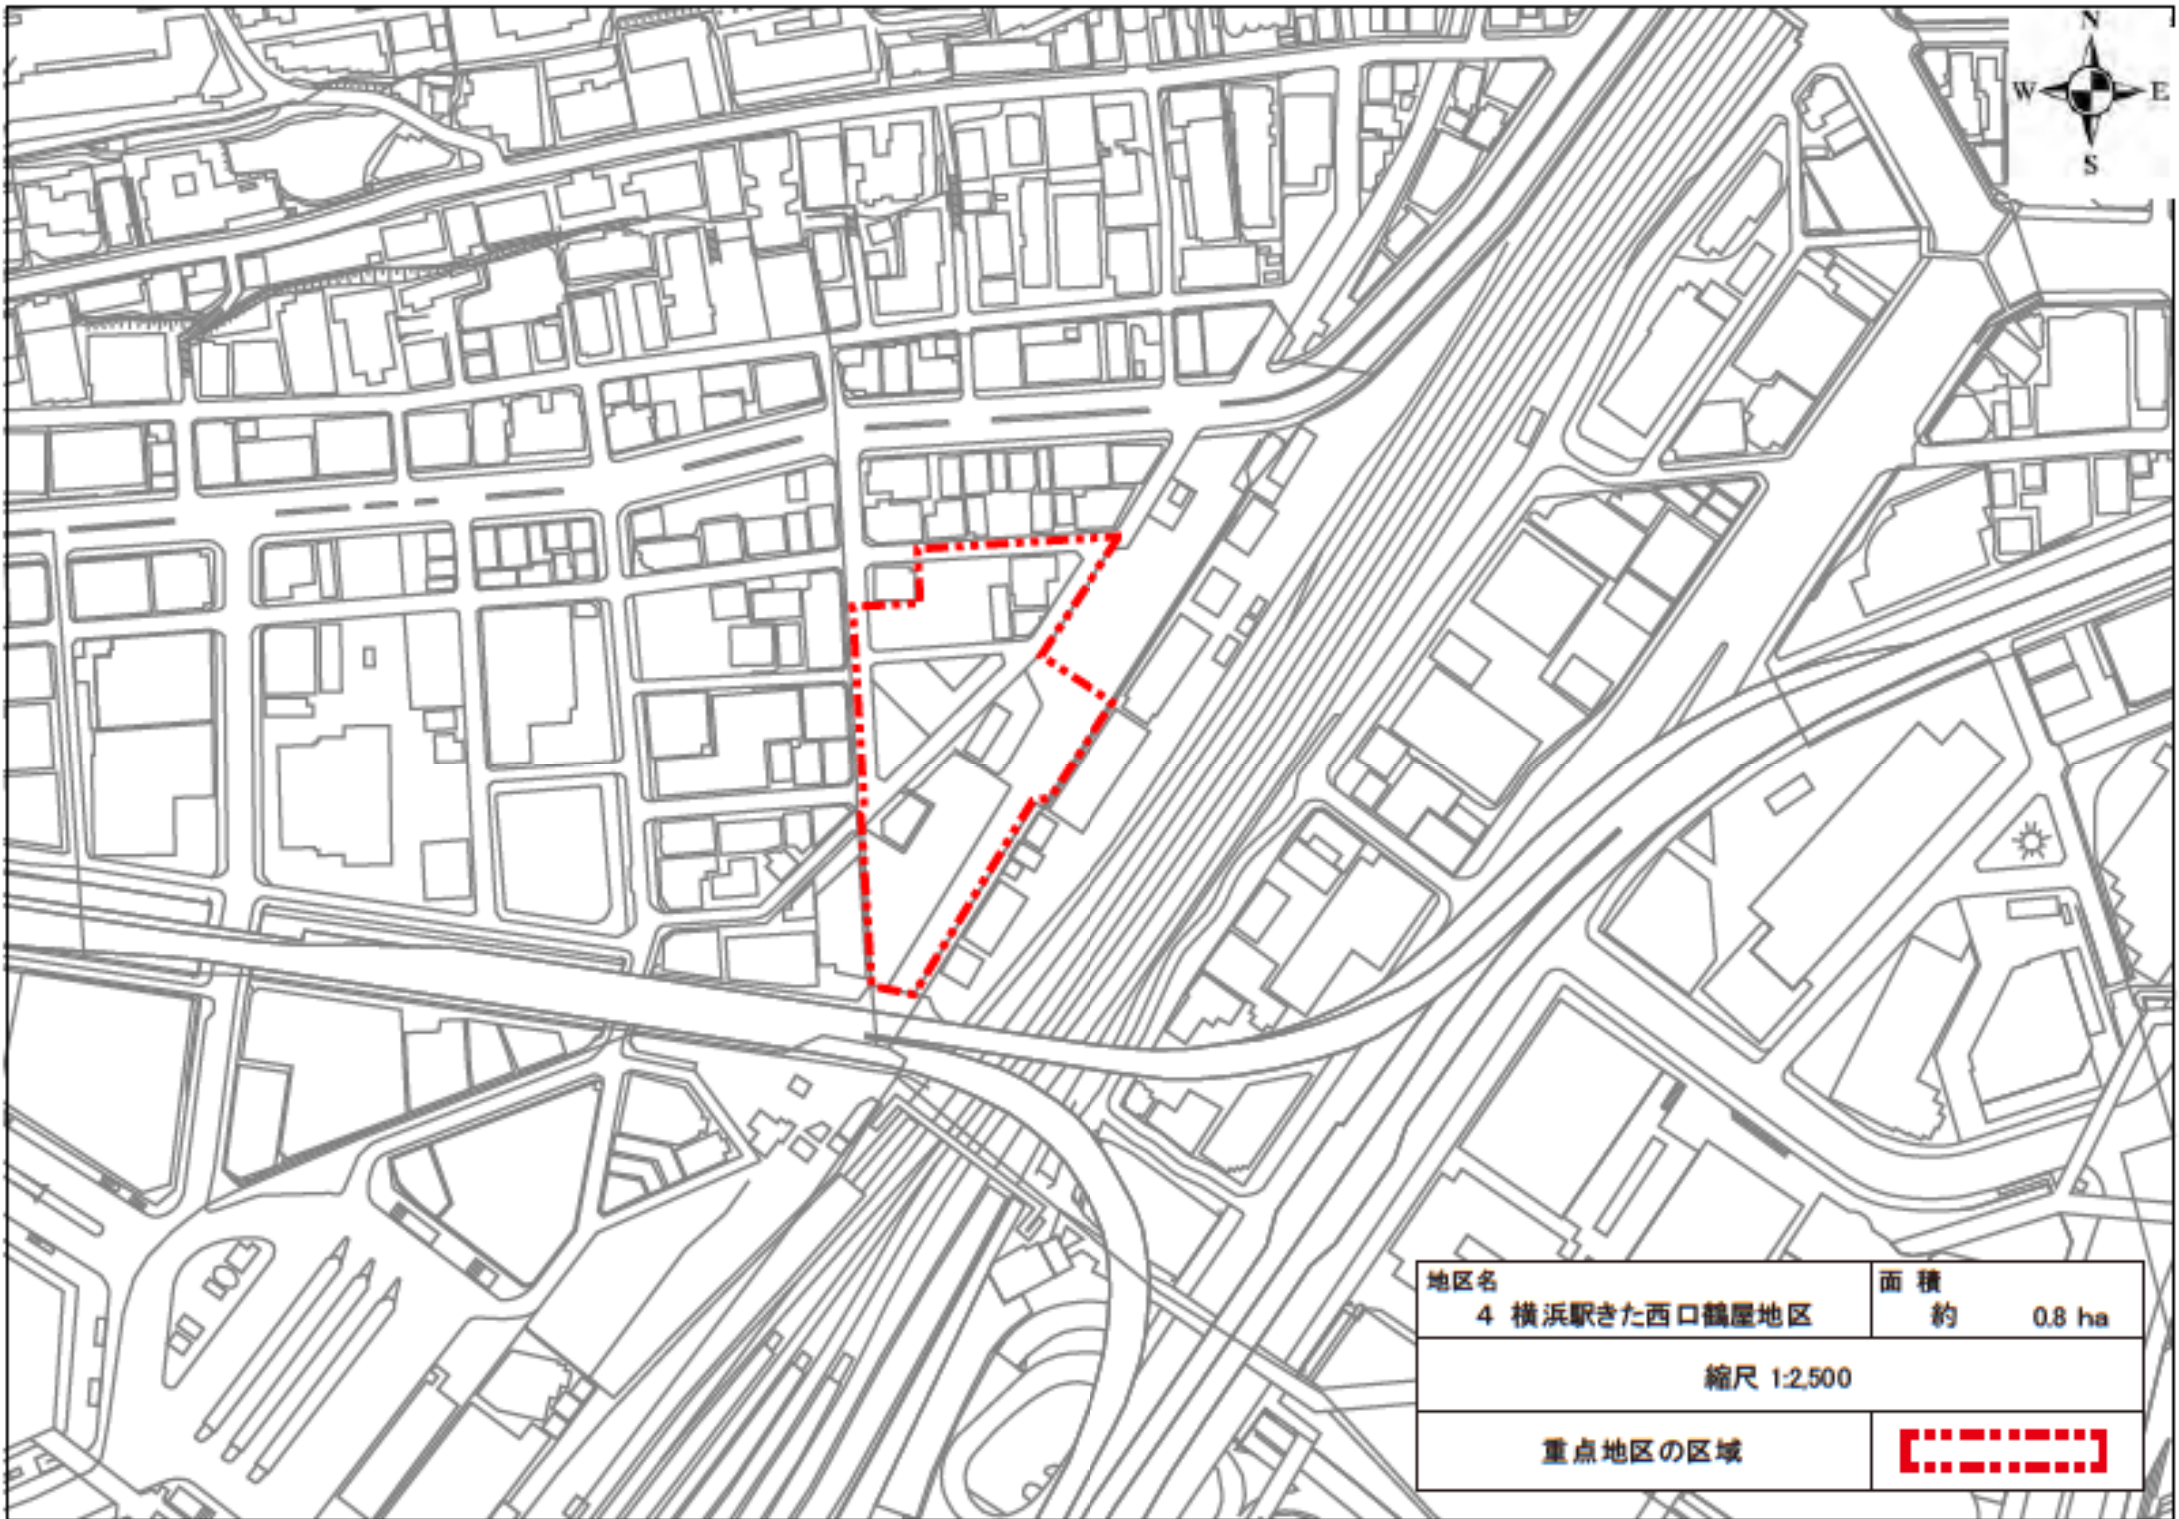 N
W E
S
地区名
4 横浜駅きた西口鶴屋地区
面 積
約 0.8 ha
縮尺 1:2,500
重点地区の区域